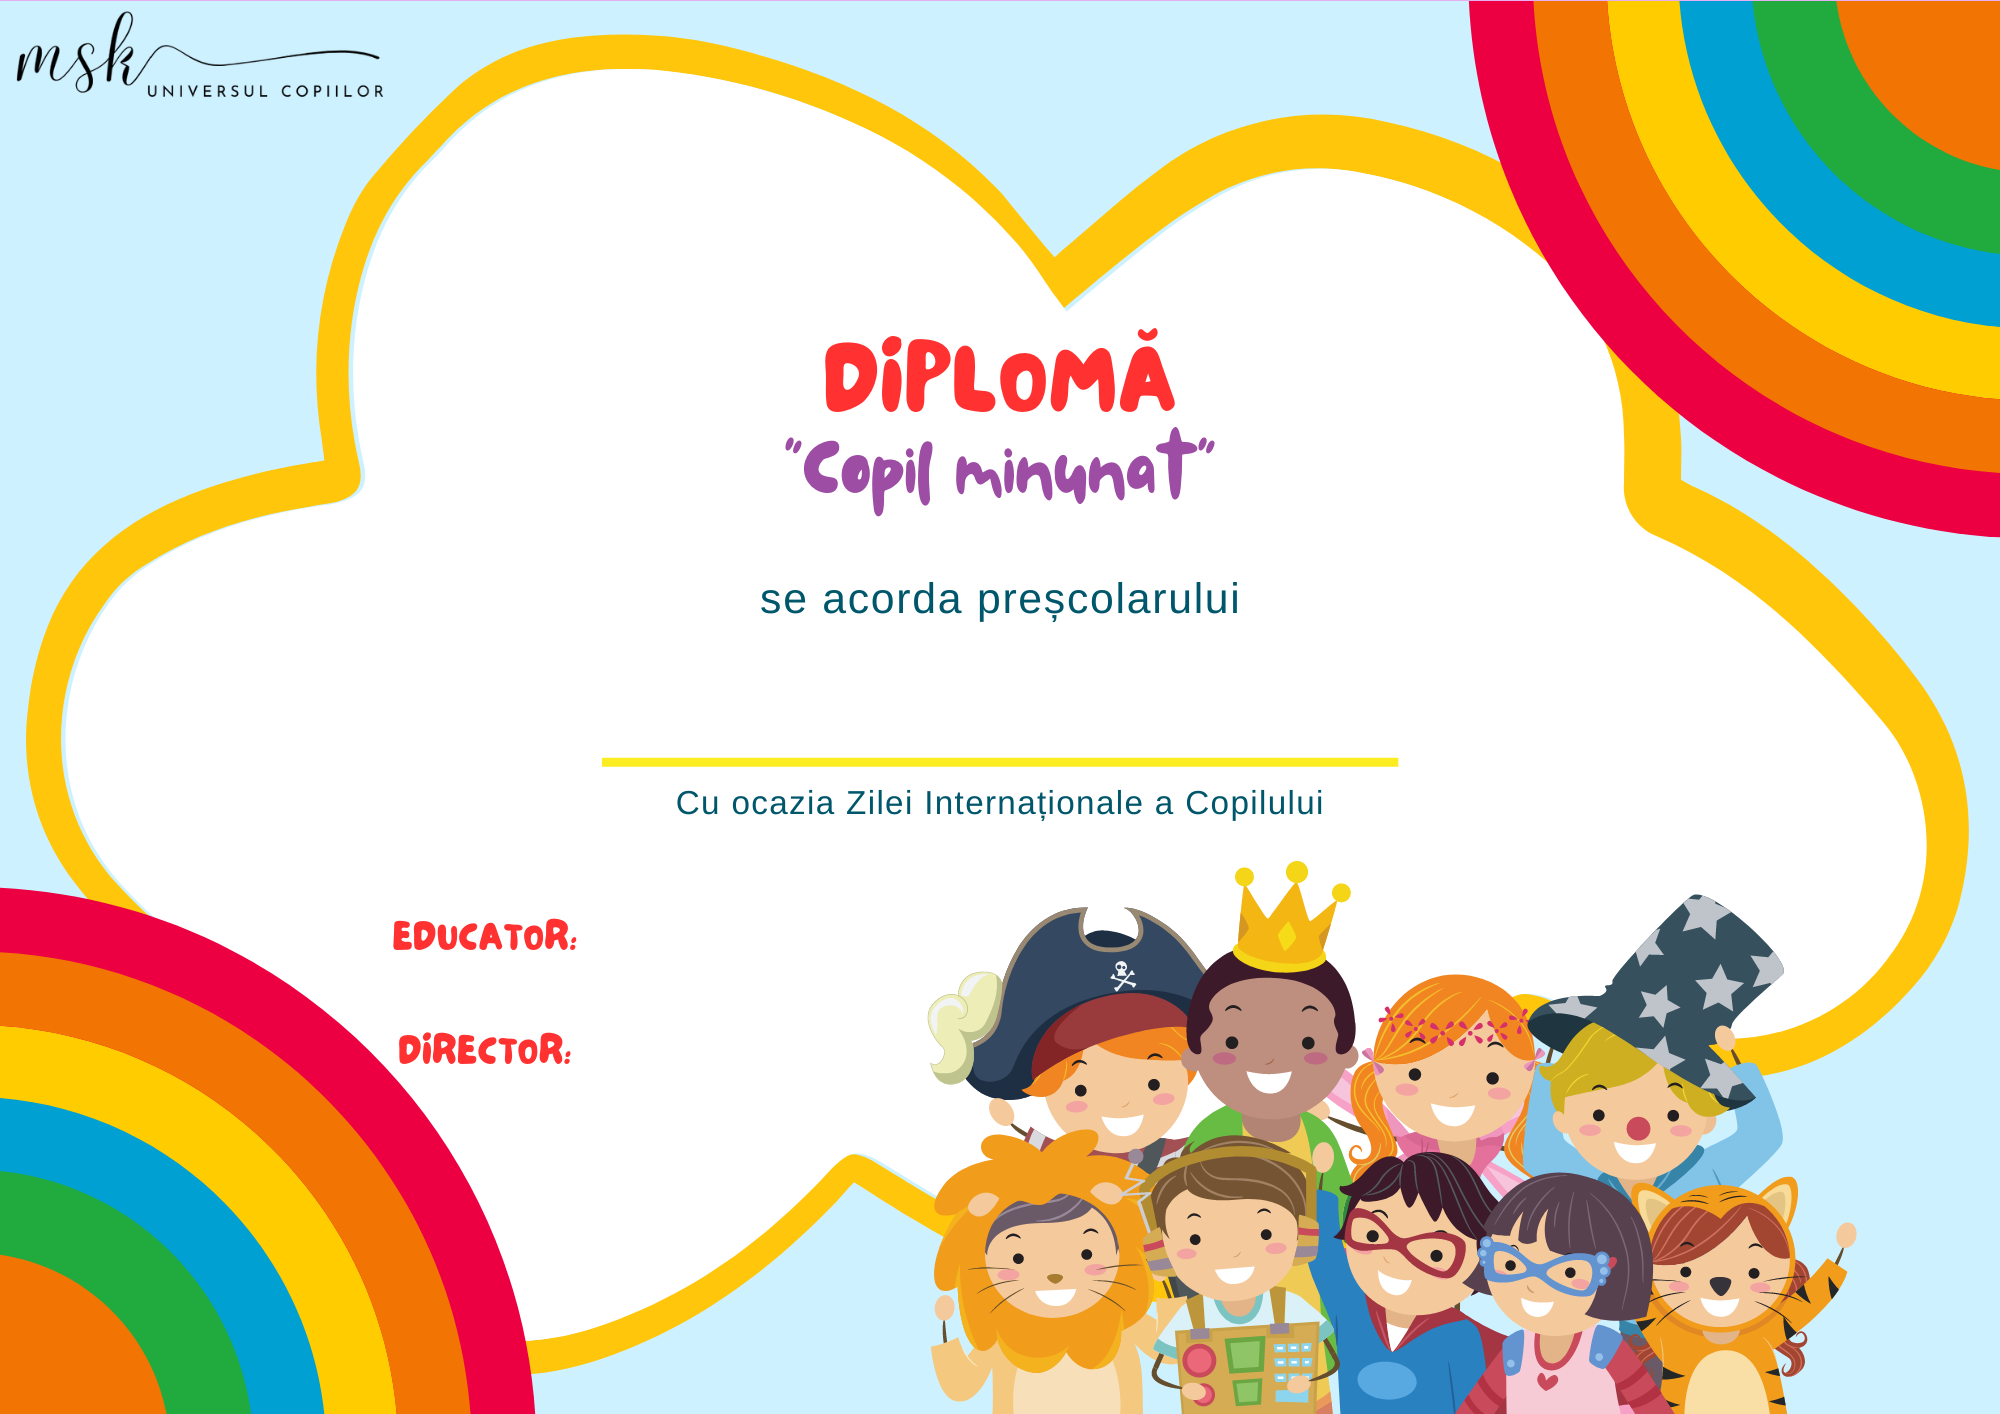 msk
UNIVERSUL COPIILOR
DiPLOMĂ
"Copil minunat"
se acorda preșcolarului
Cu ocazia Zilei Internaționale a Copilului
EDUCATOR:
DiRECTOR: